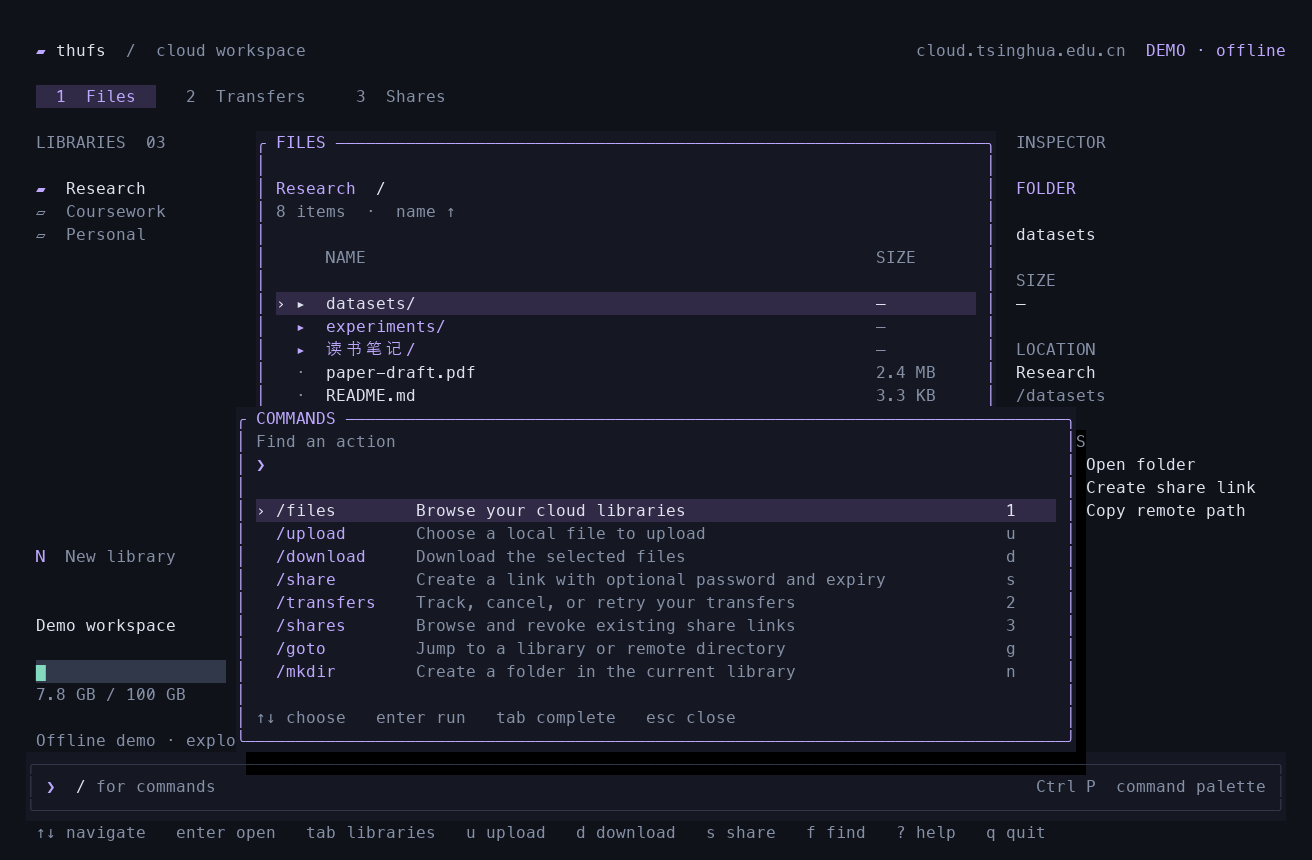 thufs / cloud workspace cloud.tsinghua.edu.cn DEMO · offline
1 Files 2 Transfers 3 Shares
LIBRARIES 03
Research
Coursework
Personal
N New library
Demo workspace
7.8 GB / 100 GB
Offline demo · explo
FILES
Research /
8 items · name ↑
NAME SIZE
› ▸ datasets/ —
▸ experiments/ —
▸ 读书笔记/ —
· paper-draft.pdf 2.4 MB
· README.md 3.3 KB
INSPECTOR
FOLDER
datasets
SIZE
—
LOCATION
Research
/datasets
S
Open folder
Create share link
Copy remote path
COMMANDS
Find an action
❯
› /files Browse your cloud libraries 1
/upload Choose a local file to upload u
/download Download the selected files d
/share Create a link with optional password and expiry s
/transfers Track, cancel, or retry your transfers 2
/shares Browse and revoke existing share links 3
/goto Jump to a library or remote directory g
/mkdir Create a folder in the current library n
↑↓ choose enter run tab complete esc close
❯ / for commands Ctrl P command palette
↑↓ navigate enter open tab libraries u upload d download s share f find ? help q quit